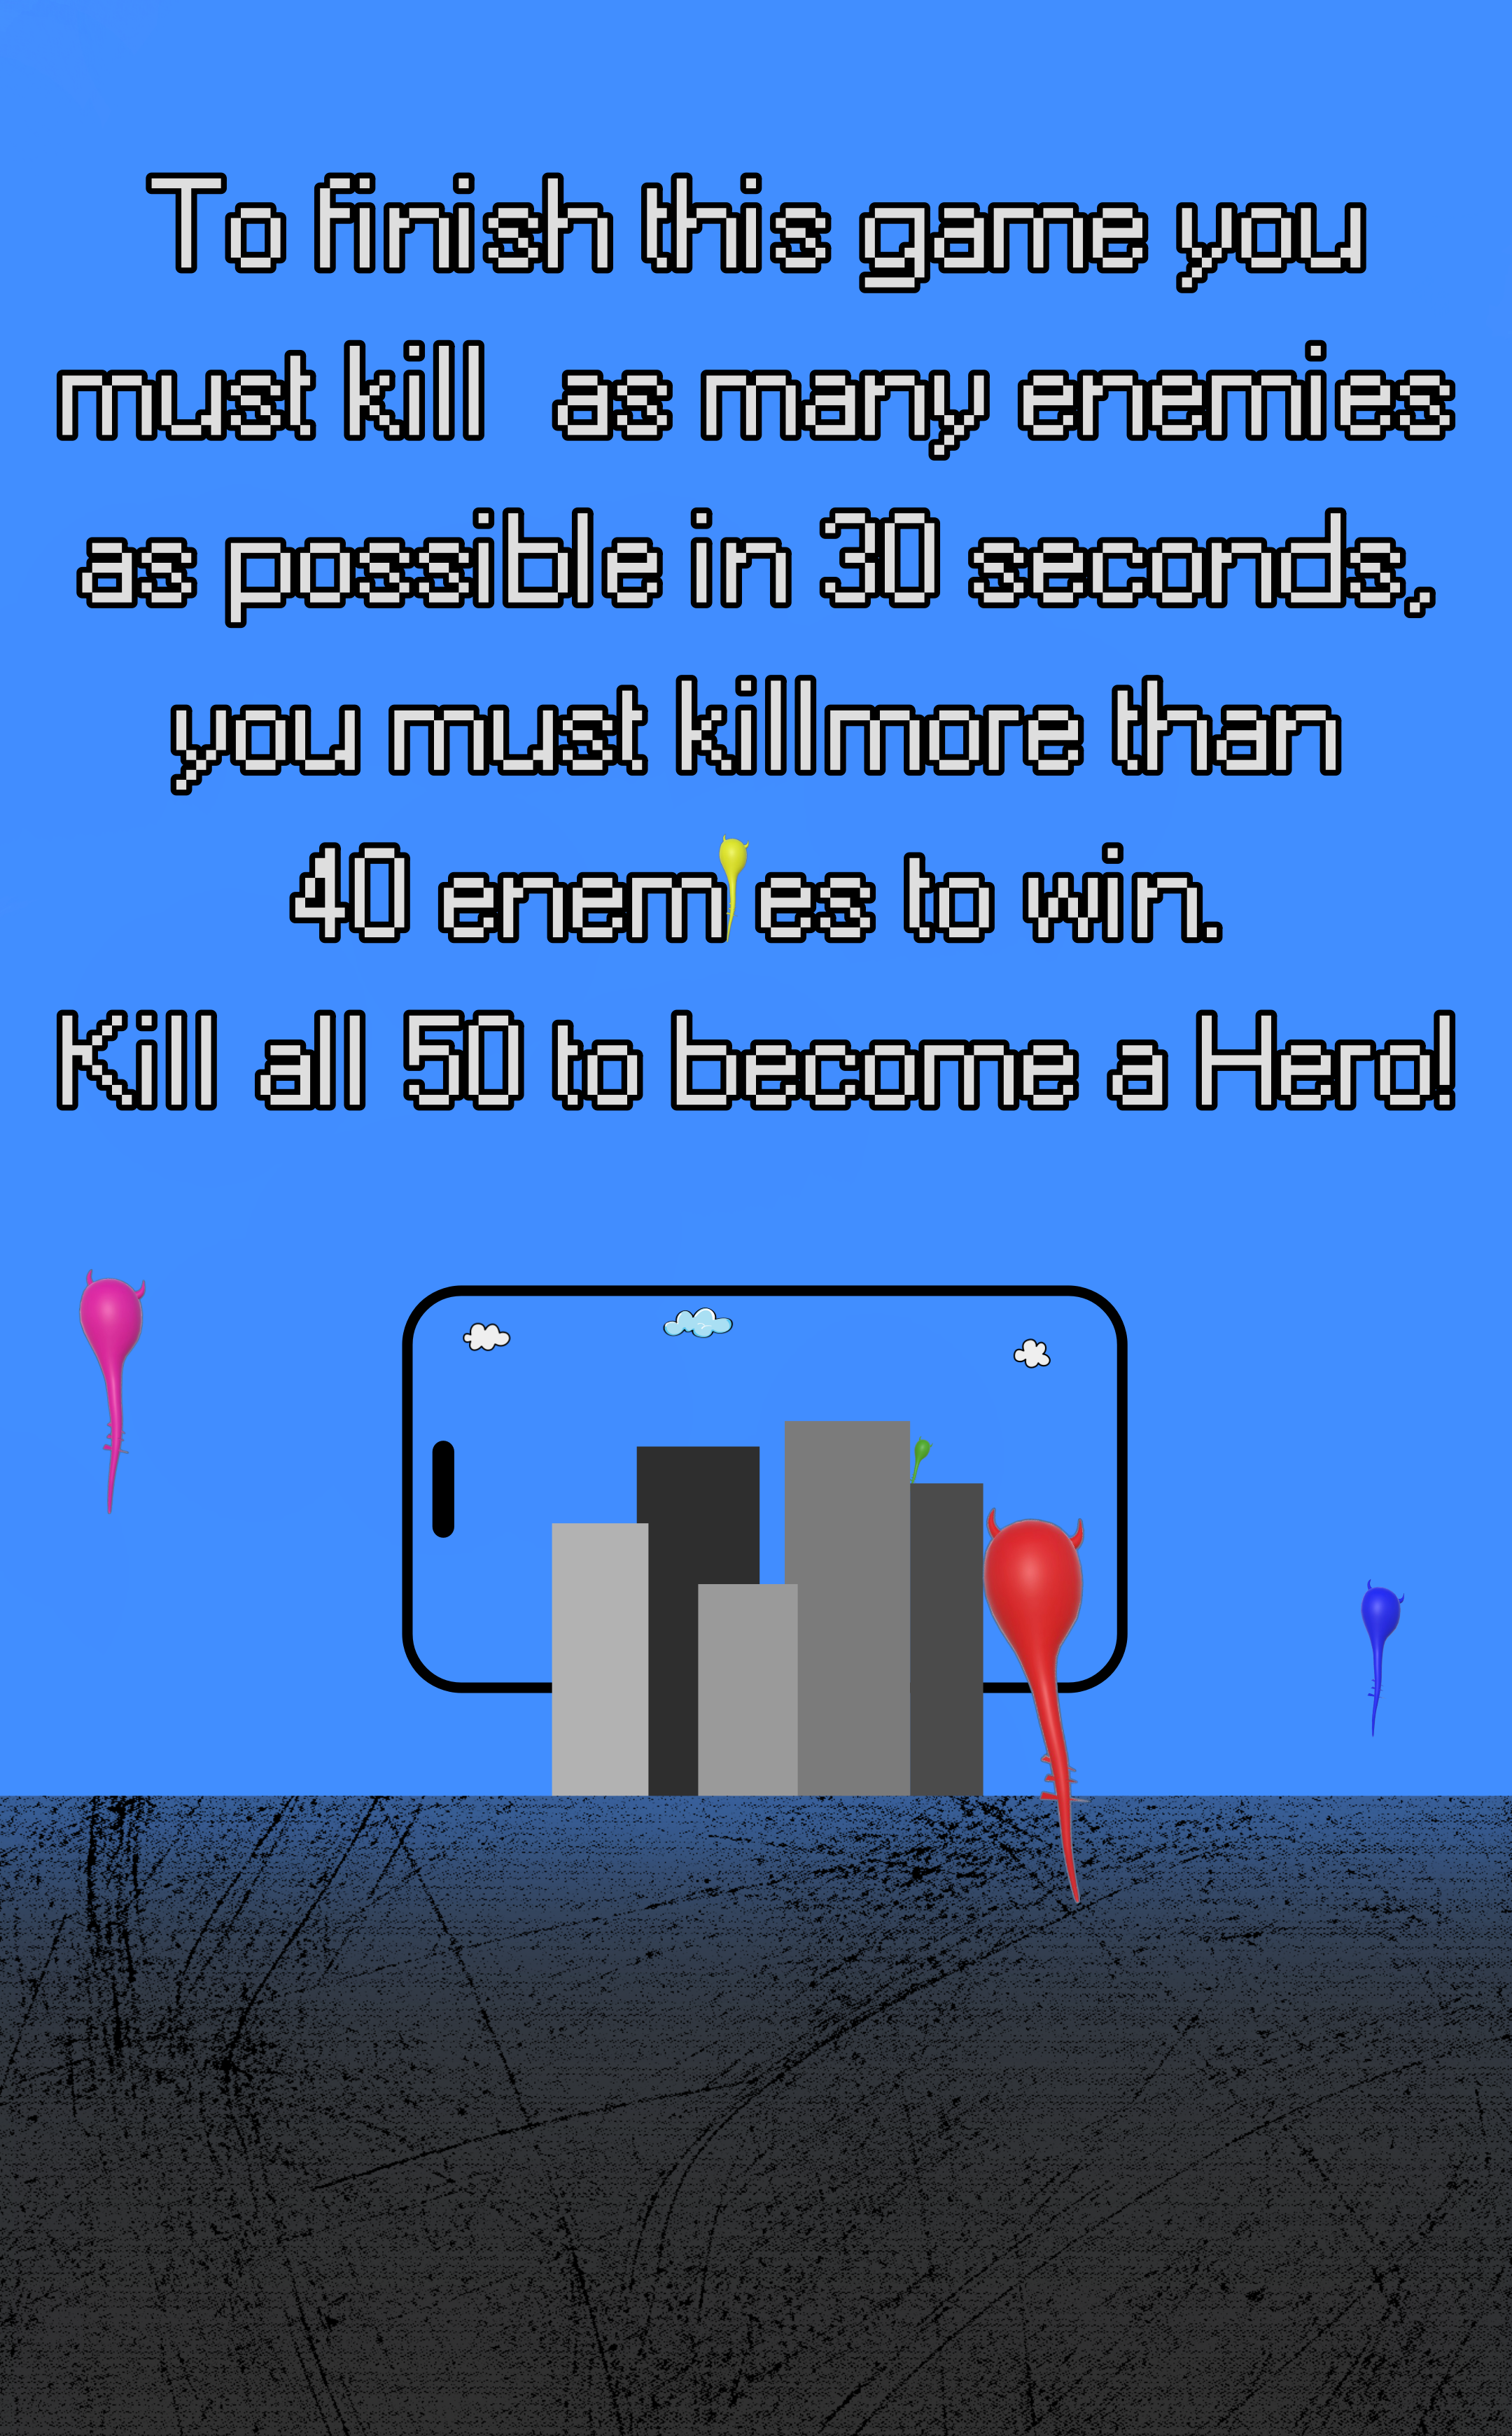 To finish this game you
must kill  as many enemies
as possible in 30 seconds,
you must killmore than
40 enemies to win.
Kill all 50 to become a Hero!